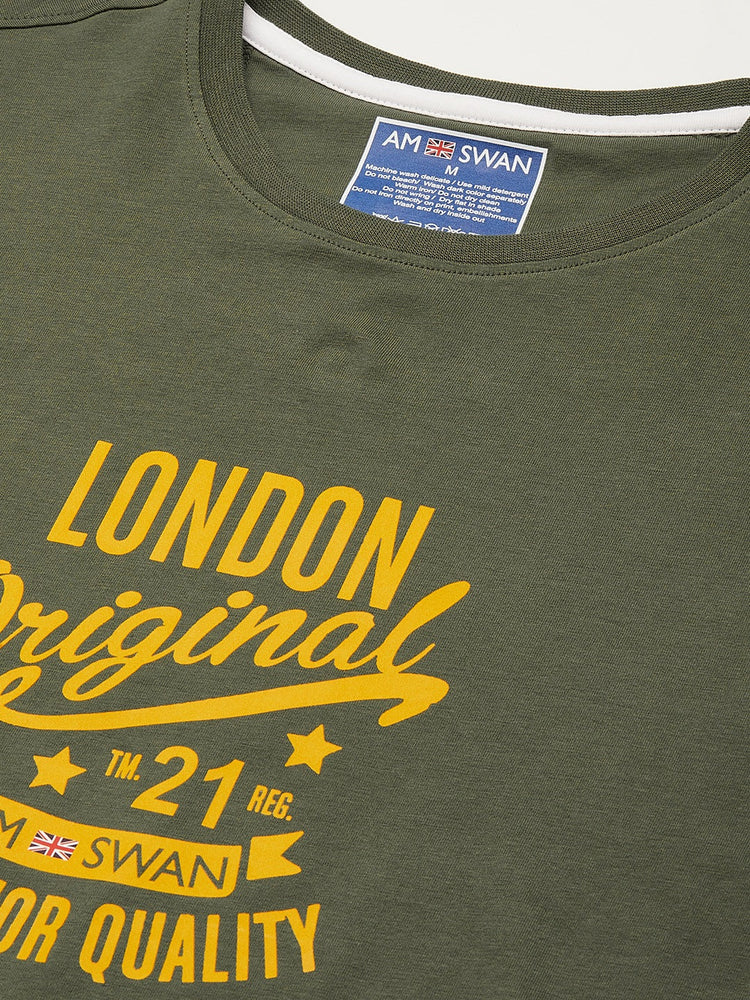 AM SWAN
M
Machine wash delicate / Use mild detergent
Do not bleach/ Wash dark color separately
Warm iron/ Do not dry clean
Do not wring / Dry flat in shade
Do not iron directly on print, embellishments
Wash and dry inside out
LONDON
Original
TM. 21 REG.
M SWAN
OR QUALITY